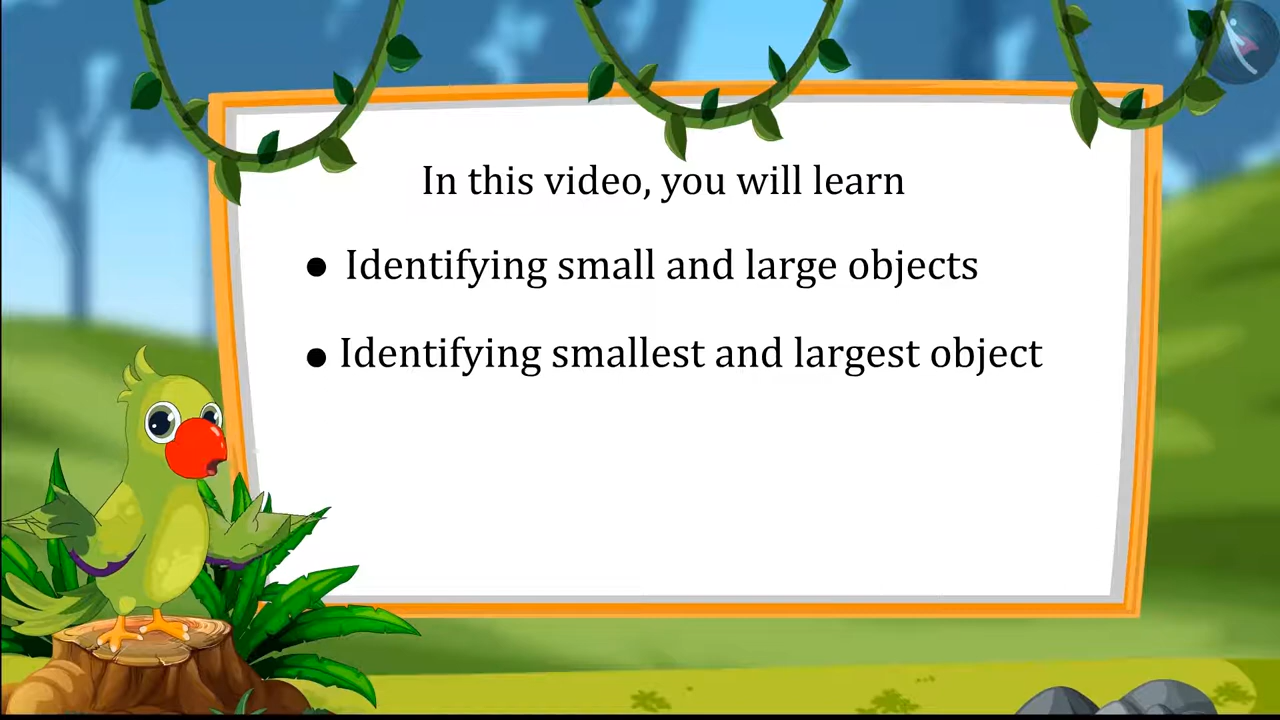 In this video, you will learn
● Identifying small and large objects
● Identifying smallest and largest object